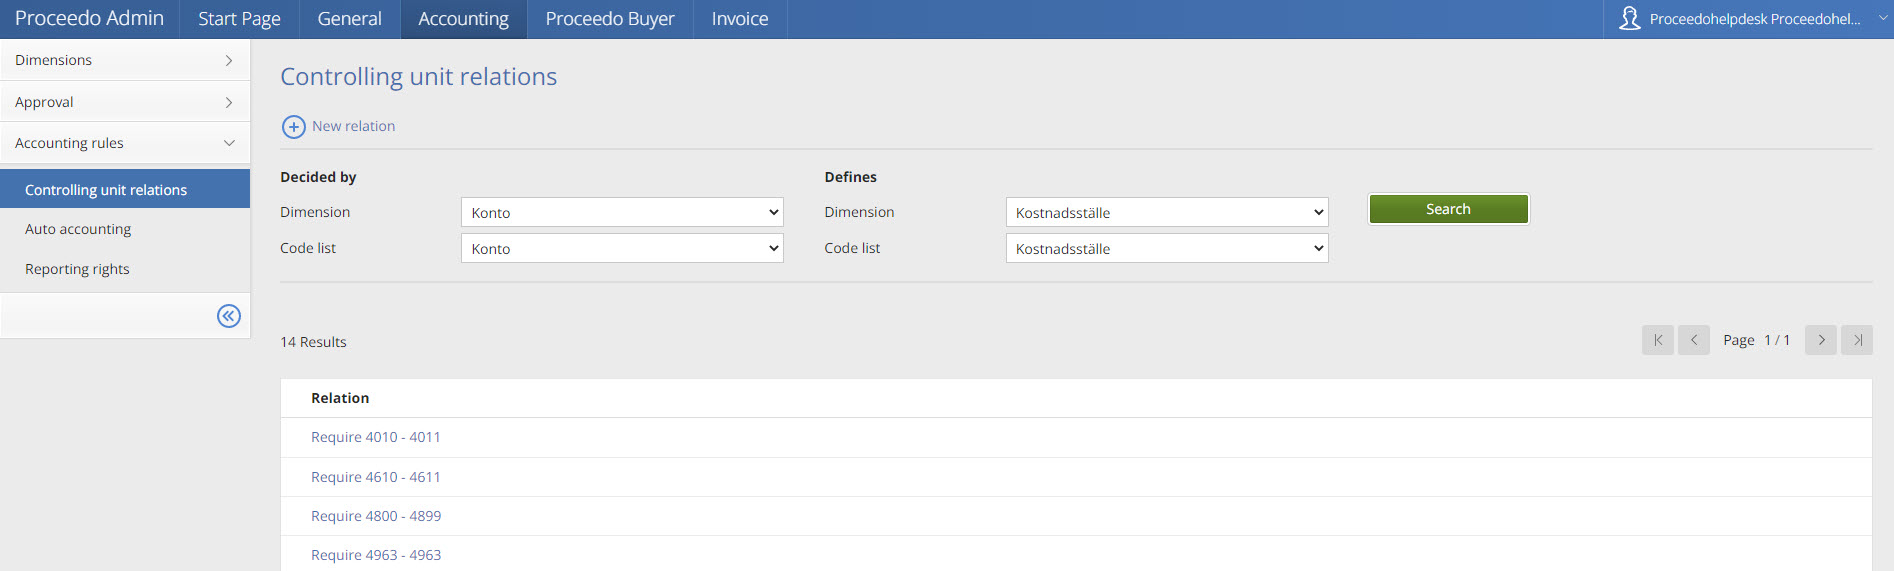 Proceedo Admin Start Page General Accounting Proceedo Buyer Invoice Proceedohelpdesk Proceedohel...
Dimensions
Approval
Accounting rules
Controlling unit relations
Auto accounting
Reporting rights
Controlling unit relations
New relation
Decided by Defines
Dimension Konto Dimension Kostnadsställe Search
Code list Konto Code list Kostnadsställe
14 Results Page 1 / 1
Relation
Require 4010 - 4011
Require 4610 - 4611
Require 4800 - 4899
Require 4963 - 4963